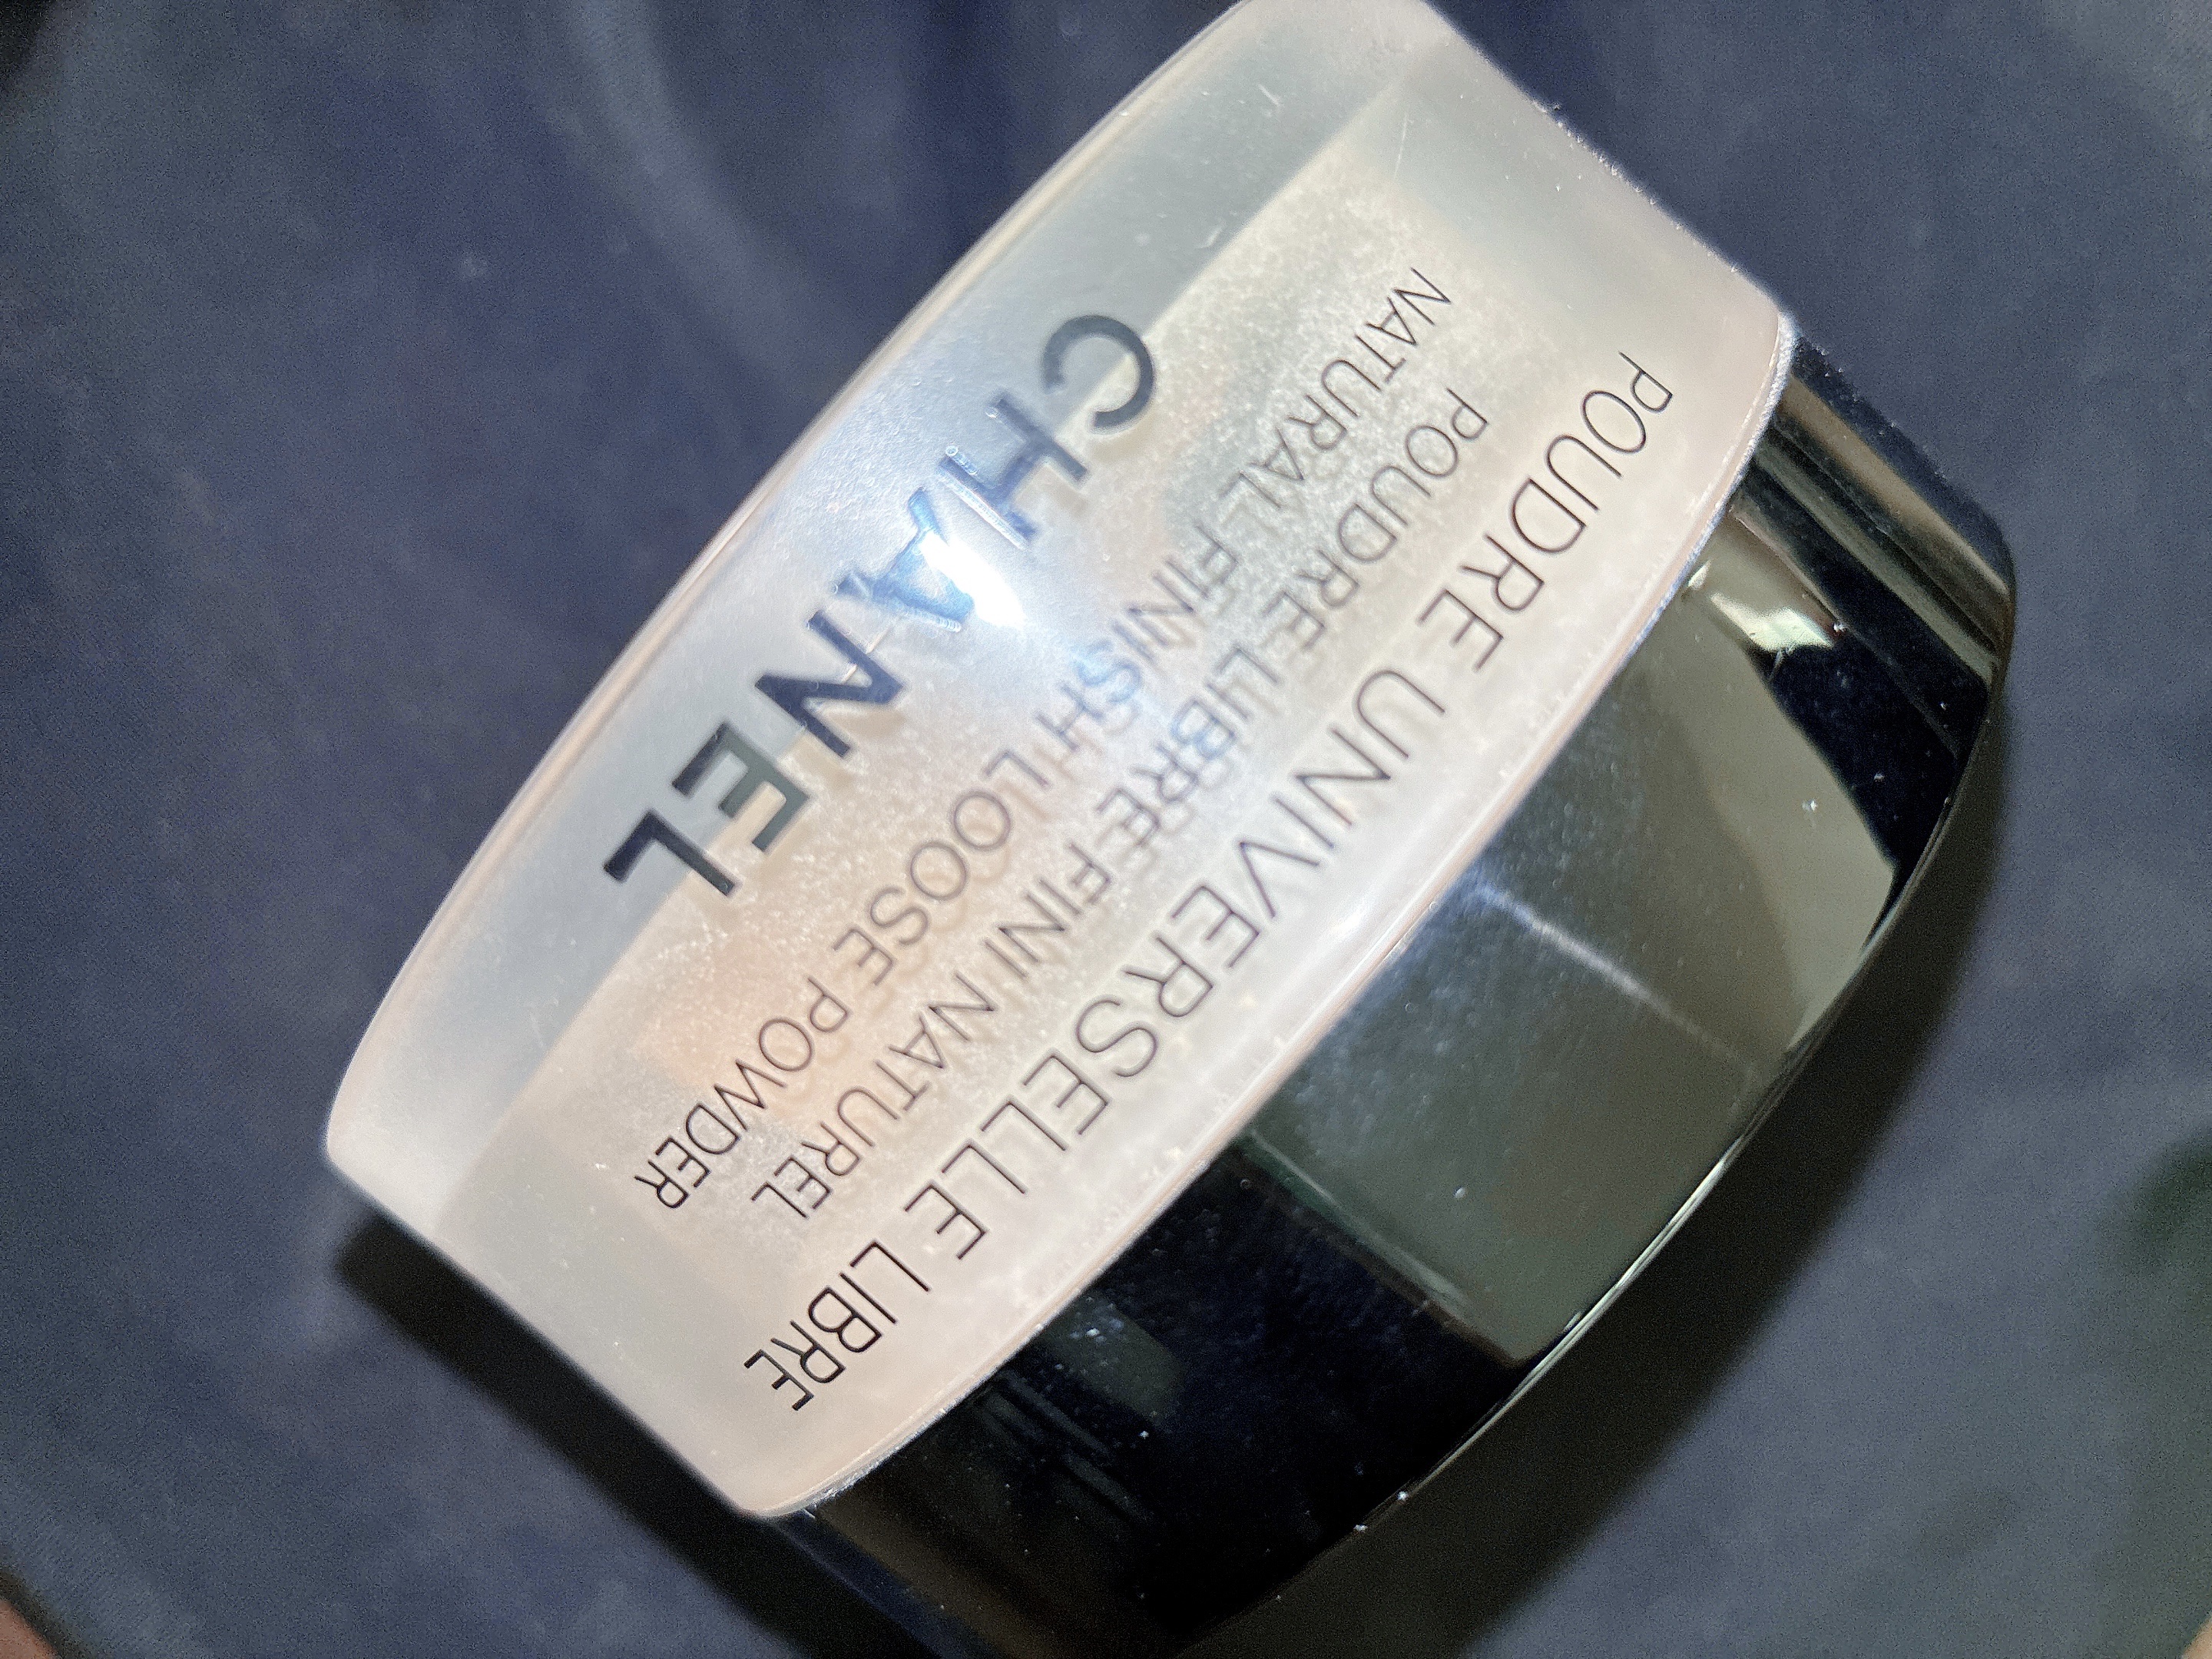 POUDRE UNIVERSELLE LIBRE
POUDRE LIBRE FINI NATUREL
NATURAL FINISH LOOSE POWDER
CHANEL